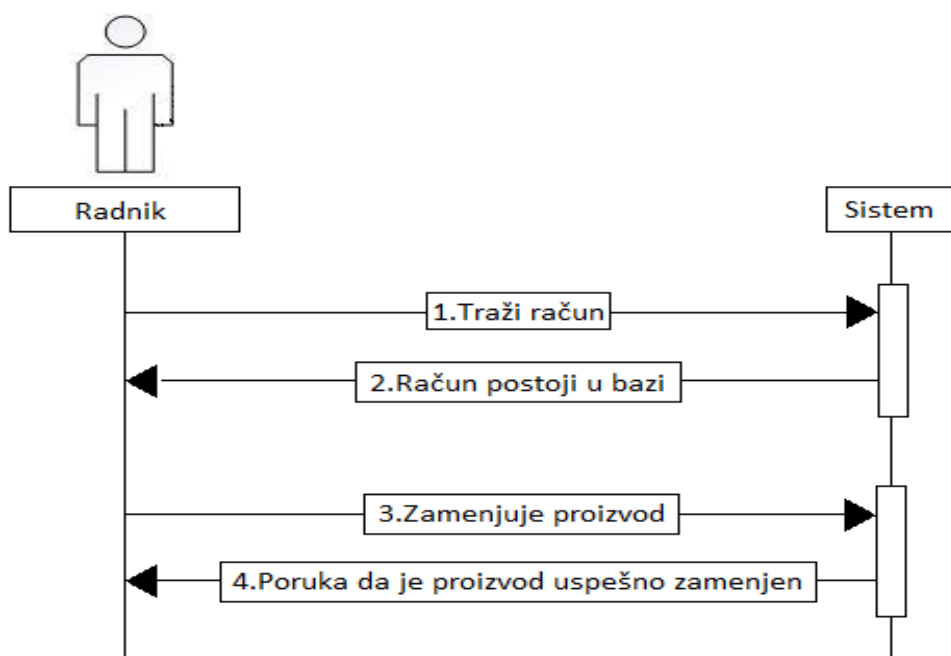 Radnik
Sistem
1.Traži račun
2.Račun postoji u bazi
3.Zamenjuje proizvod
4.Poruka da je proizvod uspešno zamenjen